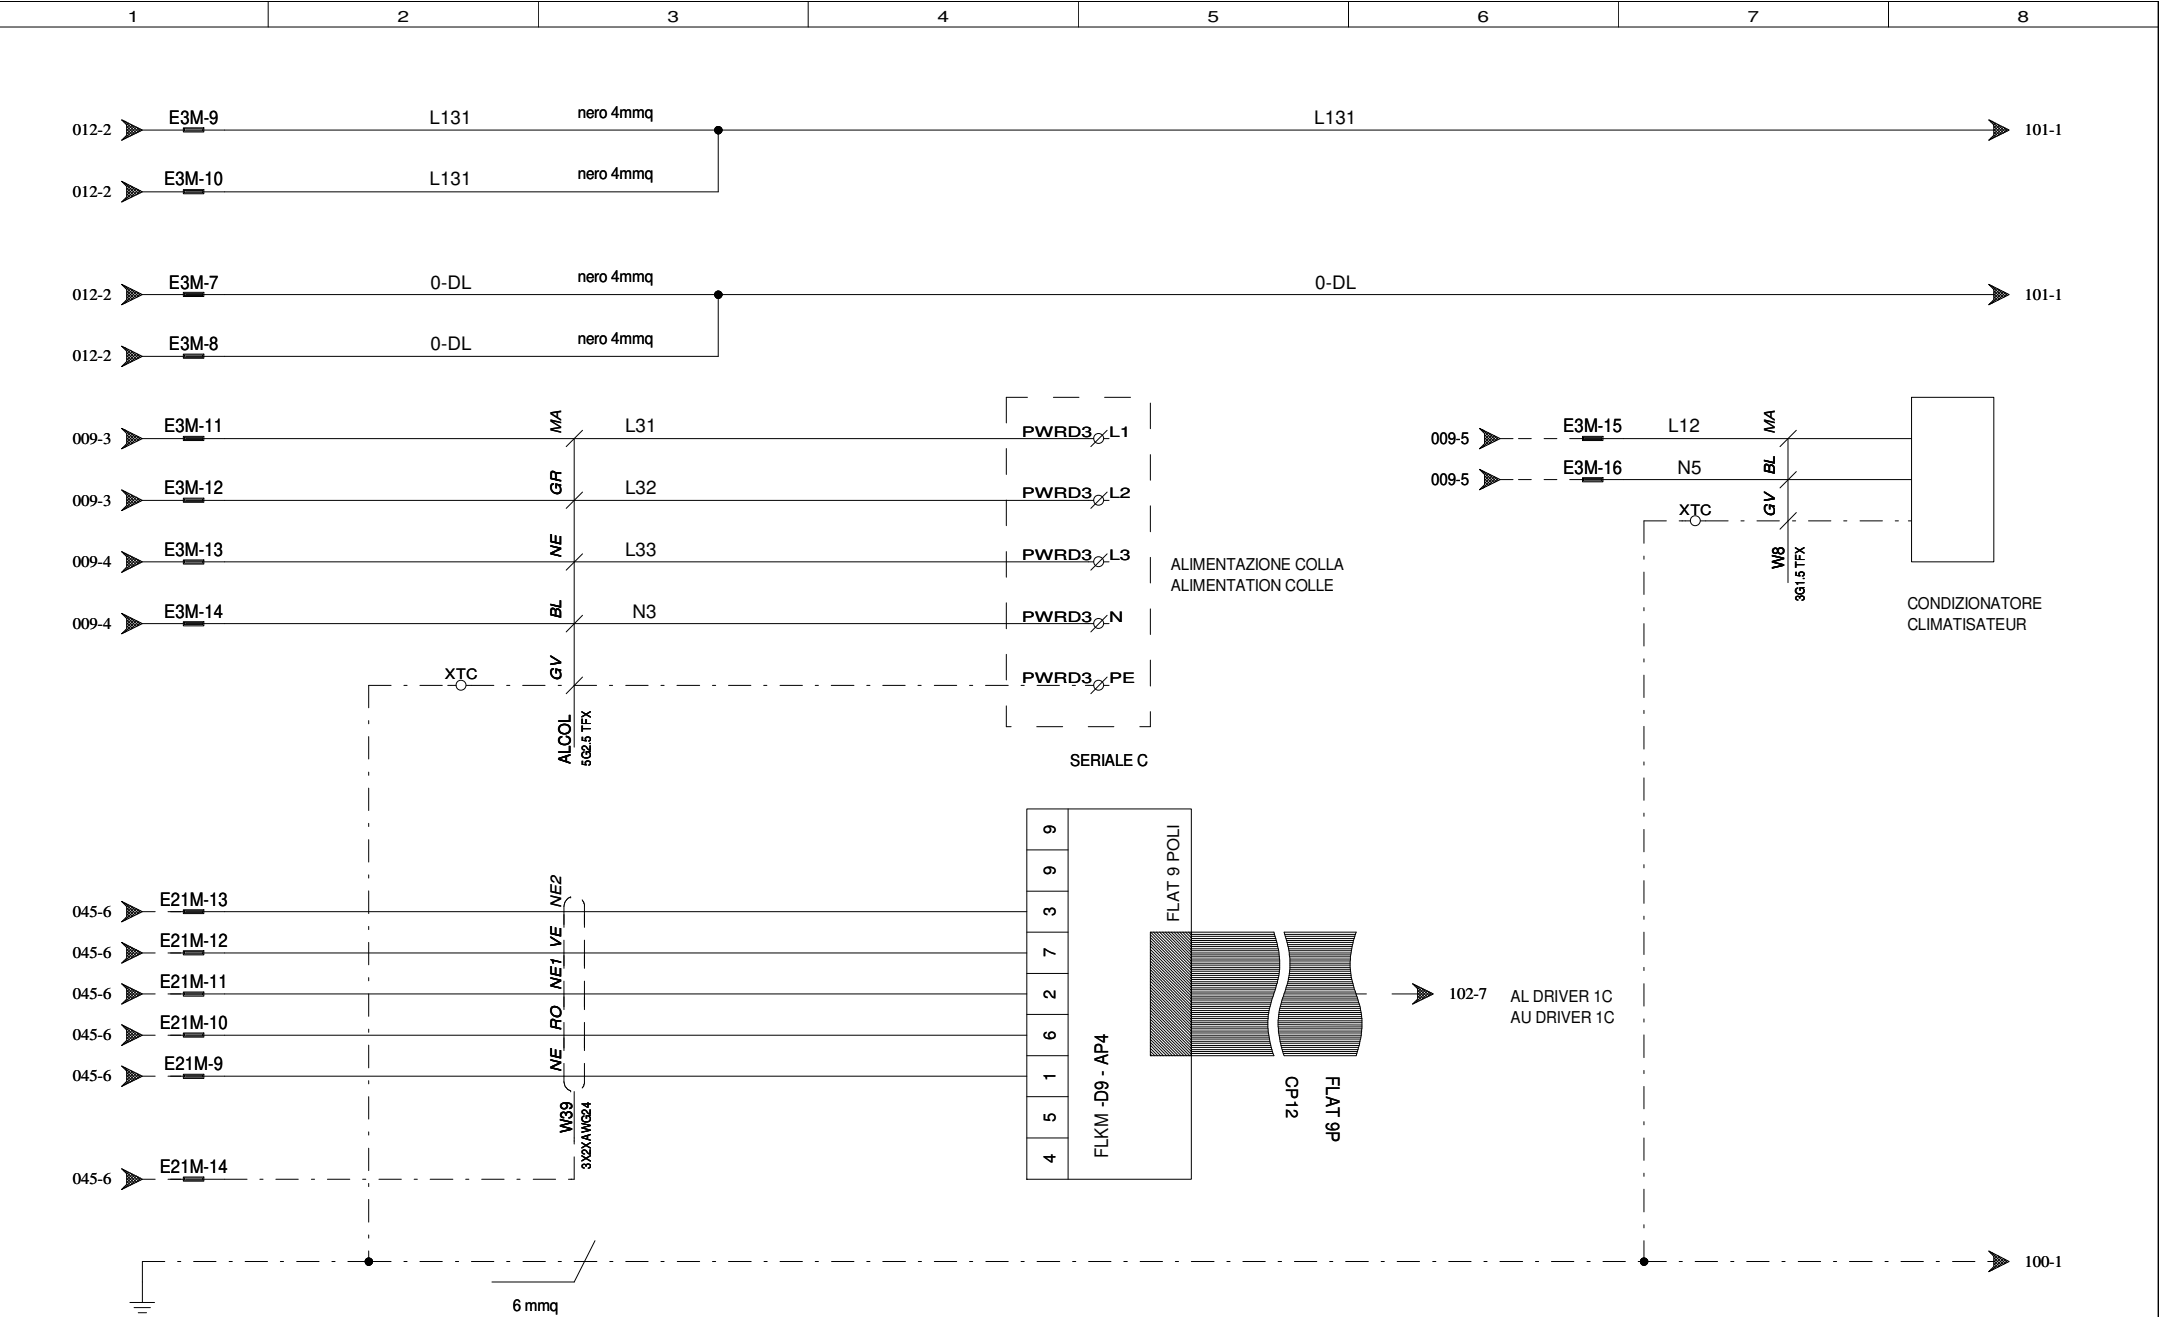 1 2 3 4 5 6 7 8
012-2 E3M-9 L131 nero 4mmq L131 101-1
012-2 E3M-10 L131 nero 4mmq
012-2 E3M-7 0-DL nero 4mmq 0-DL 101-1
012-2 E3M-8 0-DL nero 4mmq
009-3 E3M-11 MA L31 PWRD3 L1
009-3 E3M-12 GR L32 PWRD3 L2
009-4 E3M-13 NE L33 PWRD3 L3
009-4 E3M-14 BL N3 PWRD3 N
XTC GV PWRD3 PE
ALCOL
5G2.5 TFX
ALIMENTAZIONE COLLA
ALIMENTATION COLLE
009-5 E3M-15 L12 MA
009-5 E3M-16 N5 BL
XTC GV
W8
3G1.5 TFX
CONDIZIONATORE
CLIMATISATEUR
SERIALE C
9
9
045-6 E21M-13 NE2 3
045-6 E21M-12 VE 7
045-6 E21M-11 NE1 2
045-6 E21M-10 RO 6
045-6 E21M-9 NE 1
5
4
W39
3X2XAWG24
045-6 E21M-14
FLKM -D9 - AP4
FLAT 9 POLI
CP12
FLAT 9P
102-7
AL DRIVER 1C
AU DRIVER 1C
6 mmq
100-1